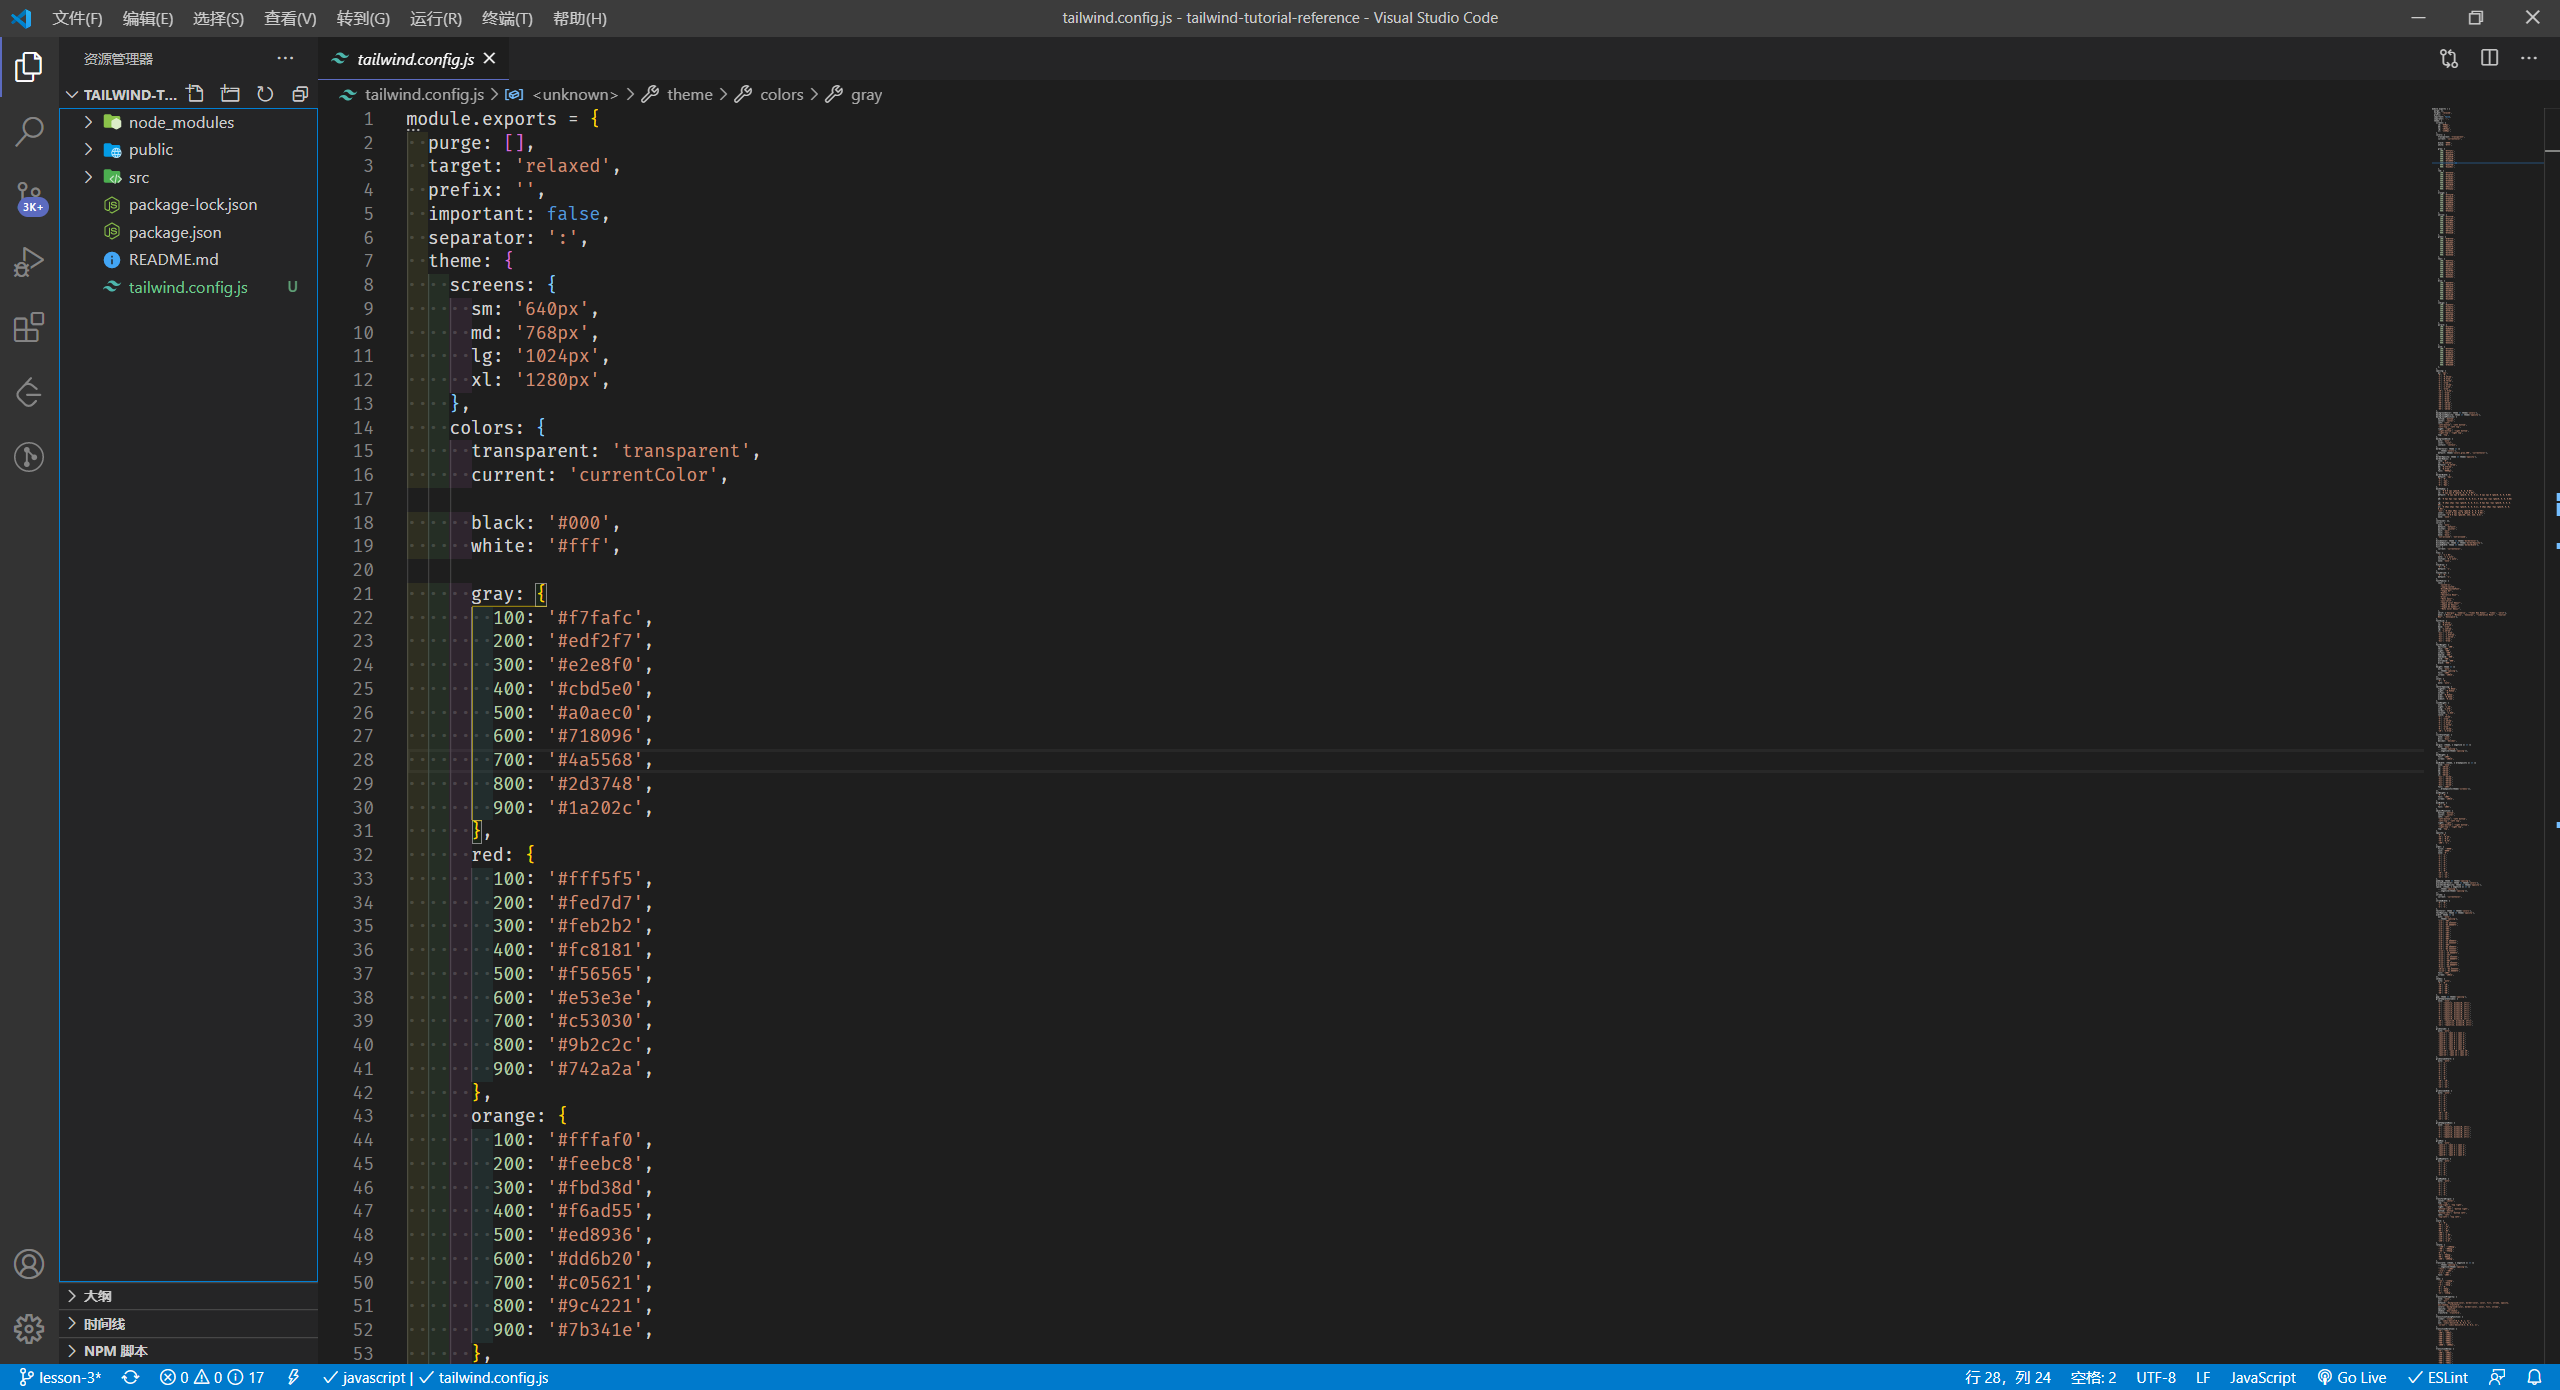 文件(F) 编辑(E) 选择(S) 查看(V) 转到(G) 运行(R) 终端(T) 帮助(H) tailwind.config.js - tailwind-tutorial-reference - Visual Studio Code
资源管理器
tailwind.config.js
TAILWIND-T...
tailwind.config.js > <unknown> > theme > colors > gray
node_modules
public
src
package-lock.json
package.json
README.md
tailwind.config.js U
3K+
1 module.exports = {
2 purge: [],
3 target: 'relaxed',
4 prefix: '',
5 important: false,
6 separator: ':',
7 theme: {
8 screens: {
9 sm: '640px',
10 md: '768px',
11 lg: '1024px',
12 xl: '1280px',
13 },
14 colors: {
15 transparent: 'transparent',
16 current: 'currentColor',
17
18 black: '#000',
19 white: '#fff',
20
21 gray: {
22 100: '#f7fafc',
23 200: '#edf2f7',
24 300: '#e2e8f0',
25 400: '#cbd5e0',
26 500: '#a0aec0',
27 600: '#718096',
28 700: '#4a5568',
29 800: '#2d3748',
30 900: '#1a202c',
31 },
32 red: {
33 100: '#fff5f5',
34 200: '#fed7d7',
35 300: '#feb2b2',
36 400: '#fc8181',
37 500: '#f56565',
38 600: '#e53e3e',
39 700: '#c53030',
40 800: '#9b2c2c',
41 900: '#742a2a',
42 },
43 orange: {
44 100: '#fffaf0',
45 200: '#feebc8',
46 300: '#fbd38d',
47 400: '#f6ad55',
48 500: '#ed8936',
49 600: '#dd6b20',
50 700: '#c05621',
51 800: '#9c4221',
52 900: '#7b341e',
53 },
大纲
时间线
NPM 脚本
lesson-3* 0 0 17 javascript | tailwind.config.js 行 28，列 24 空格: 2 UTF-8 LF JavaScript Go Live ESLint